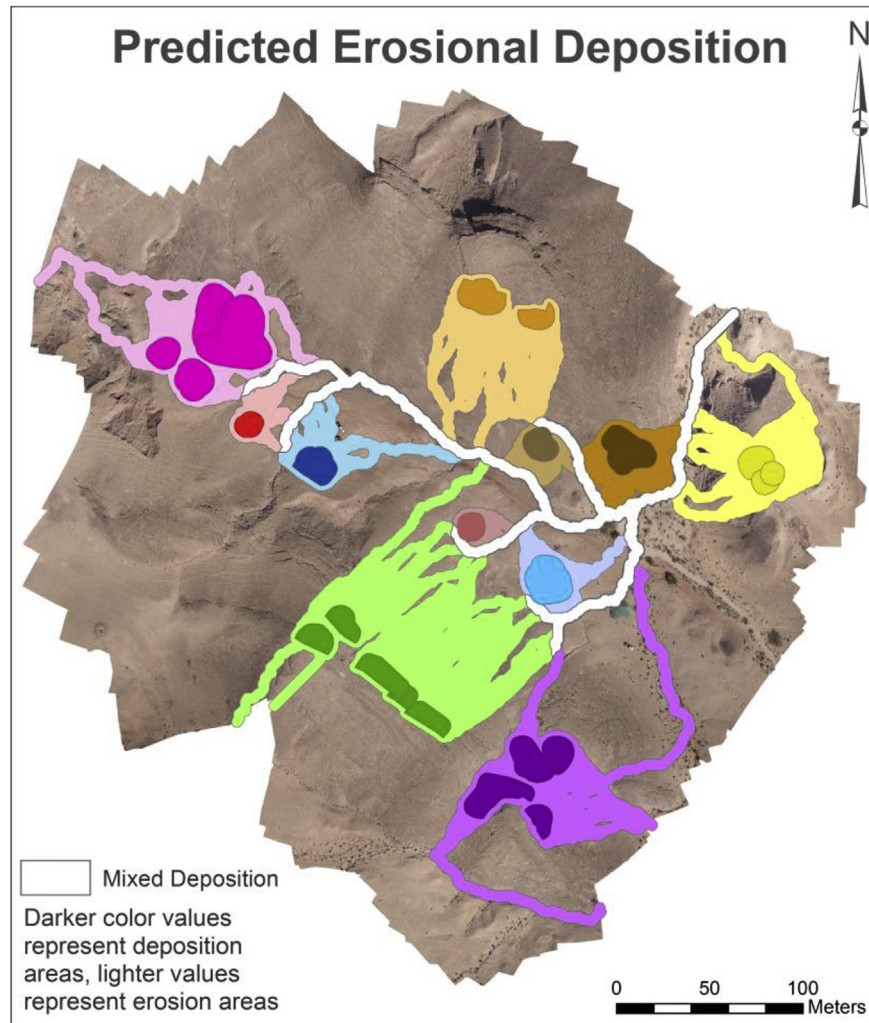 Predicted Erosional Deposition
N
Mixed Deposition
Darker color values
represent deposition
areas, lighter values
represent erosion areas
0 50 100
Meters